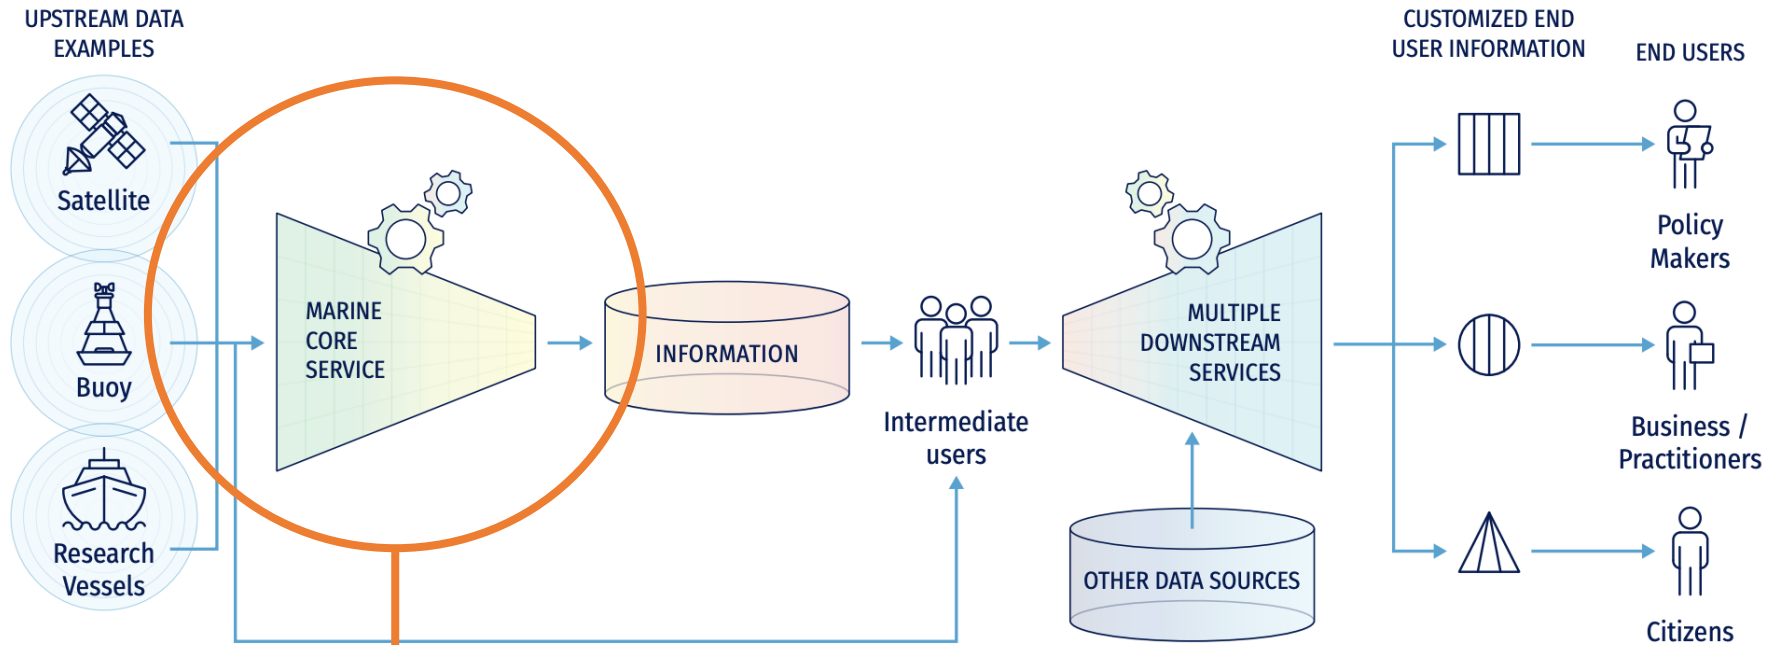 UPSTREAM DATA
EXAMPLES
Satellite
Buoy
Research
Vessels
MARINE
CORE
SERVICE
INFORMATION
Intermediate
users
MULTIPLE
DOWNSTREAM
SERVICES
OTHER DATA SOURCES
CUSTOMIZED END
USER INFORMATION
END USERS
Policy
Makers
Business /
Practitioners
Citizens